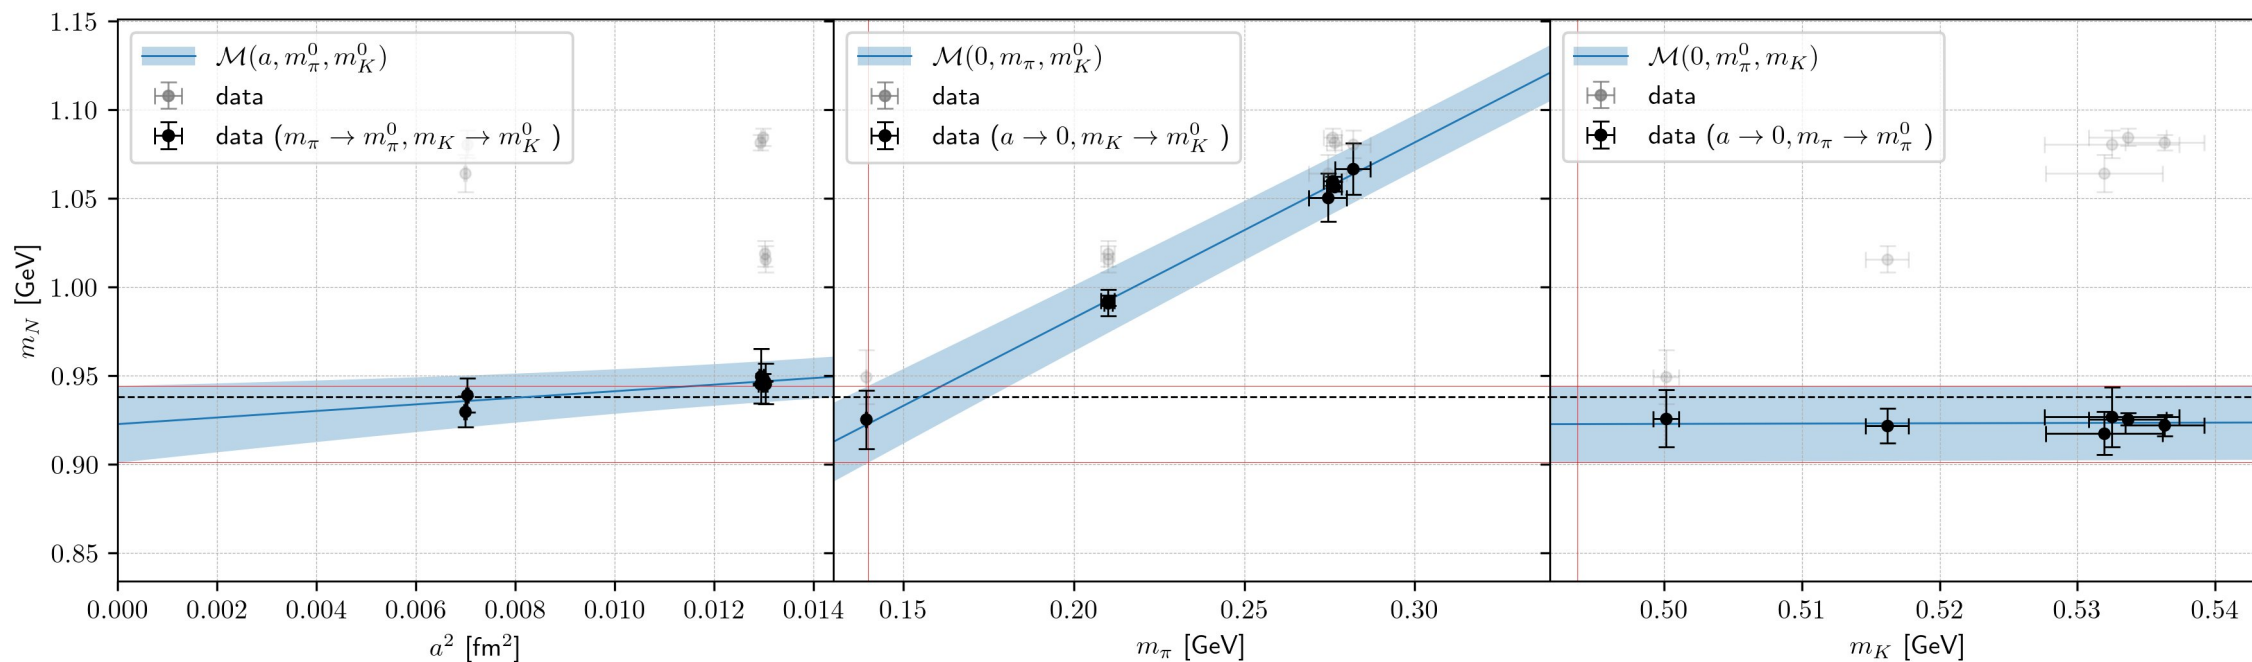 1.15
1.10
1.05
1.00
0.95
0.90
0.85
m_N [GeV]
M(a, m_π^0, m_K^0)
data
data (m_π → m_π^0, m_K → m_K^0 )
0.000 0.002 0.004 0.006 0.008 0.010 0.012 0.014
a² [fm²]
M(0, m_π, m_K^0)
data
data (a → 0, m_K → m_K^0 )
0.15 0.20 0.25 0.30
m_π [GeV]
M(0, m_π^0, m_K)
data
data (a → 0, m_π → m_π^0 )
0.50 0.51 0.52 0.53 0.54
m_K [GeV]